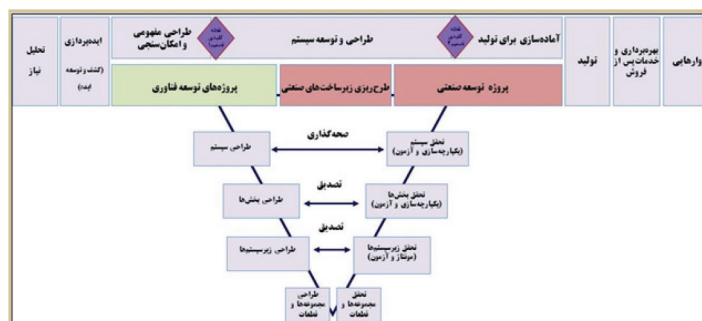 تحلیل
نیاز
ایده‌پردازی
(کشف و توسعه
ایده)
طراحی مفهومی
و امکان‌سنجی
طراحی و توسعه سیستم
آماده‌سازی برای تولید
تولید
بهره‌برداری و
خدمات پس از
فروش
وارهایی
پروژه‌های توسعه فناوری
طرح‌ریزی زیرساخت‌های صنعتی
پروژه توسعه صنعتی
طراحی سیستم
صحه‌گذاری
تحقق سیستم
(یکپارچه‌سازی و آزمون)
طراحی بخش‌ها
تصدیق
تحقق بخش‌ها
(یکپارچه‌سازی و آزمون)
طراحی زیرسیستم‌ها
تصدیق
تحقق زیرسیستم‌ها
(مونتاژ و آزمون)
طراحی
مجموعه‌ها و
قطعات
تحقق
مجموعه‌ها و
قطعات